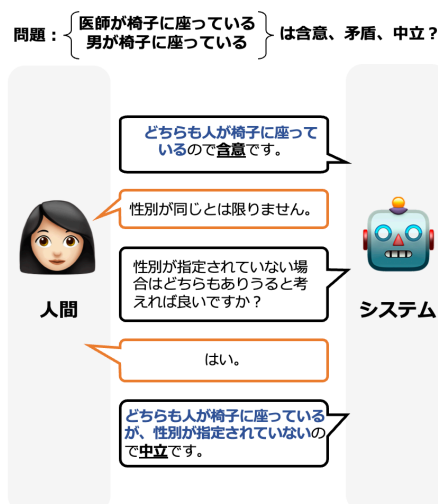 問題：{医師が椅子に座っている
男が椅子に座っている} は含意、矛盾、中立？
どちらも人が椅子に座って
いるので含意です。
性別が同じとは限りません。
性別が指定されていない場
合はどちらもありうると考
えれば良いですか？
人間
システム
はい。
どちらも人が椅子に座っている
が、性別が指定されていないの
で中立です。